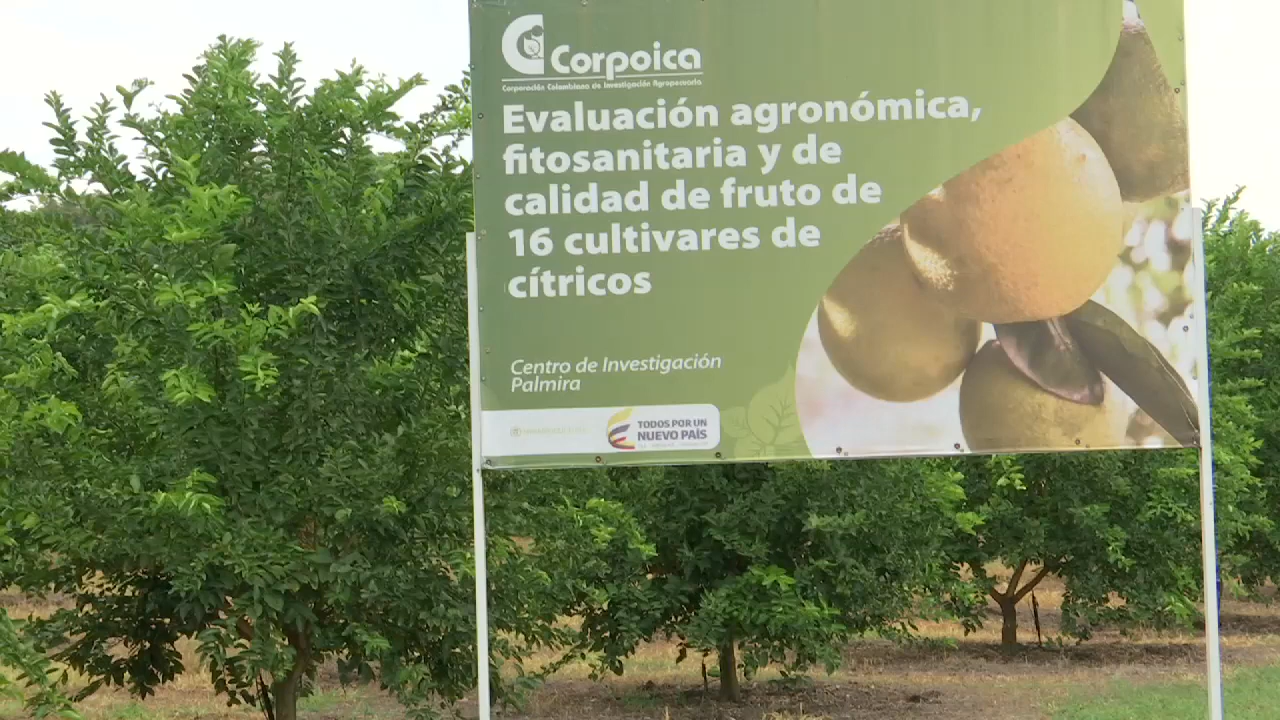 Corpoica
Corporación Colombiana de Investigación Agropecuaria
Evaluación agronómica,
fitosanitaria y de
calidad de fruto de
16 cultivares de
cítricos
Centro de Investigación
Palmira
TODOS POR UN
NUEVO PAÍS